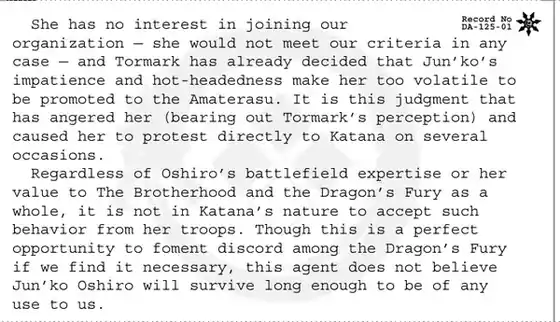 She has no interest in joining our
Record No
DA-125-01
organization — she would not meet our criteria in any
case — and Tormark has already decided that Jun’ko’s
impatience and hot-headedness make her too volatile to
be promoted to the Amaterasu. It is this judgment that
has angered her (bearing out Tormark’s perception) and
caused her to protest directly to Katana on several
occasions.
Regardless of Oshiro’s battlefield expertise or her
value to The Brotherhood and the Dragon’s Fury as a
whole, it is not in Katana’s nature to accept such
behavior from her troops. Though this is a perfect
opportunity to foment discord among the Dragon’s Fury
if we find it necessary, this agent does not believe
Jun’ko Oshiro will survive long enough to be of any
use to us.